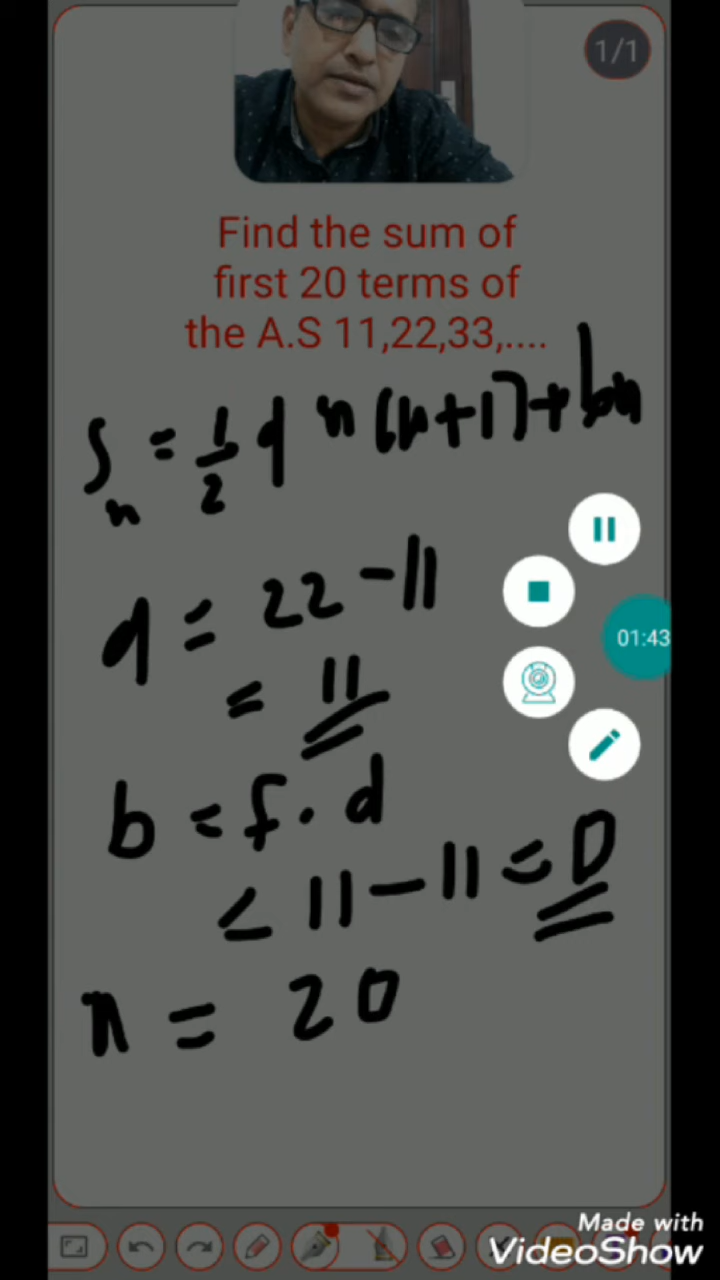 1/1
Find the sum of
first 20 terms of
the A.S 11,22,33,....
Sn = 1/2 d n(n+1)+bn
d = 22-11
= 11
01:43
b = f-d
= 11-11=0
n = 20
Made with
VideoShow